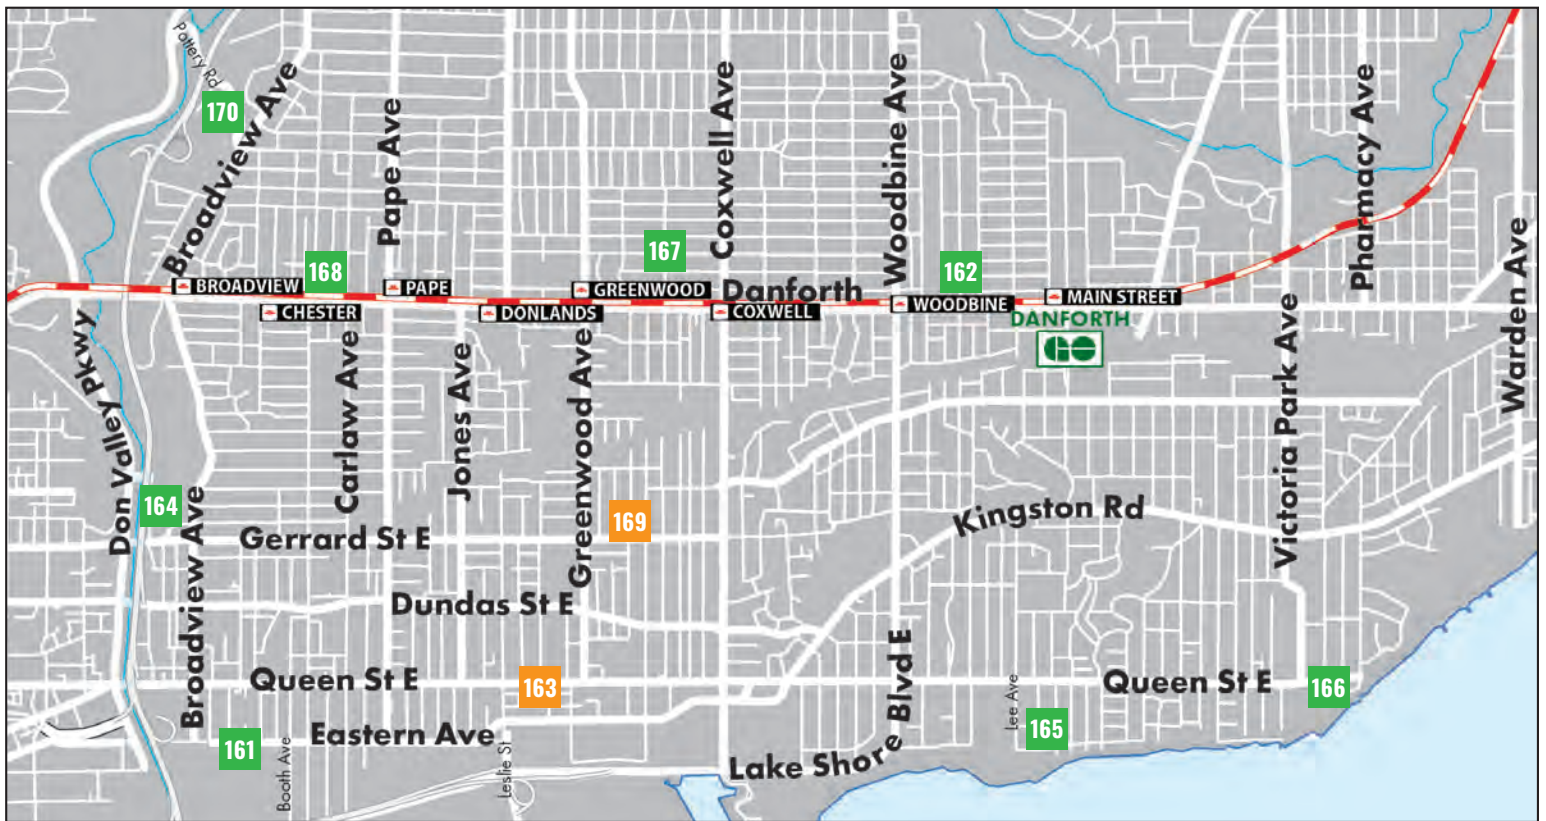 Pottery Rd
170
Broadview Ave
Pape Ave
Coxwell Ave
Woodbine Ave
Pharmacy Ave
Warden Ave
167
168
162
BROADVIEW
PAPE
GREENWOOD
Danforth
MAIN STREET
CHESTER
DONLANDS
COXWELL
WOODBINE
DANFORTH
GO
Don Valley Pkwy
Carlaw Ave
Jones Ave
Greenwood Ave
Victoria Park Ave
164
169
Kingston Rd
Gerrard St E
Broadview Ave
Dundas St E
Queen St E
163
Queen St E
166
Lee Ave
165
161
Eastern Ave
Booth Ave
Leslie St
Lake Shore Blvd E